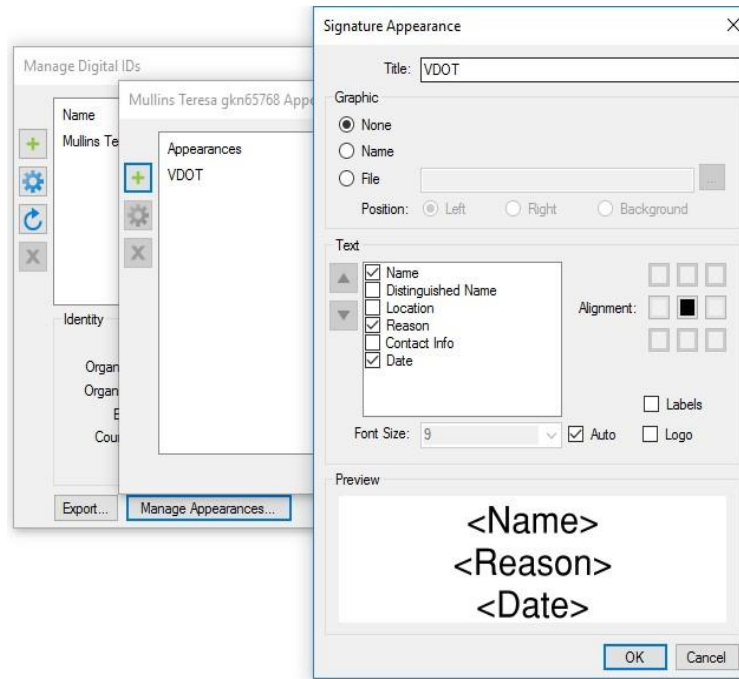 Manage Digital IDs
Name
Mullins Te
Identity
Organ
Organ
E
Cou
Export...
Manage Appearances...
Mullins Teresa gkn65768 Appe
Appearances
VDOT
Signature Appearance
Title: VDOT
Graphic
None
Name
File
...
Position: Left Right Background
Text
Name
Distinguished Name
Location
Reason
Contact Info
Date
Alignment:
Labels
Font Size: 9 Auto Logo
Preview
<Name>
<Reason>
<Date>
OK Cancel